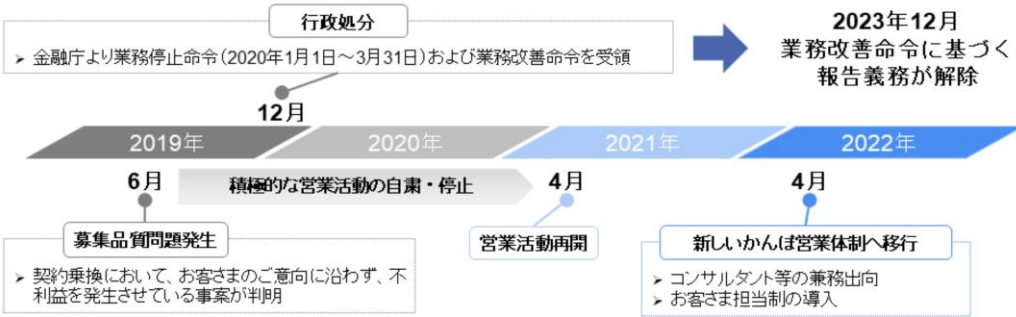 行政処分
➢ 金融庁より業務停止命令(2020年1月1日～3月31日)および業務改善命令を受領
2023年12月
業務改善命令に基づく
報告義務が解除
12月
2019年
2020年
2021年
2022年
6月
積極的な営業活動の自粛・停止
4月
4月
募集品質問題発生
➢ 契約乗換において、お客さまのご意向に沿わず、不
利益を発生させている事案が判明
営業活動再開
新しいかんぽ営業体制へ移行
➢ コンサルタント等の兼務出向
➢ お客さま担当制の導入